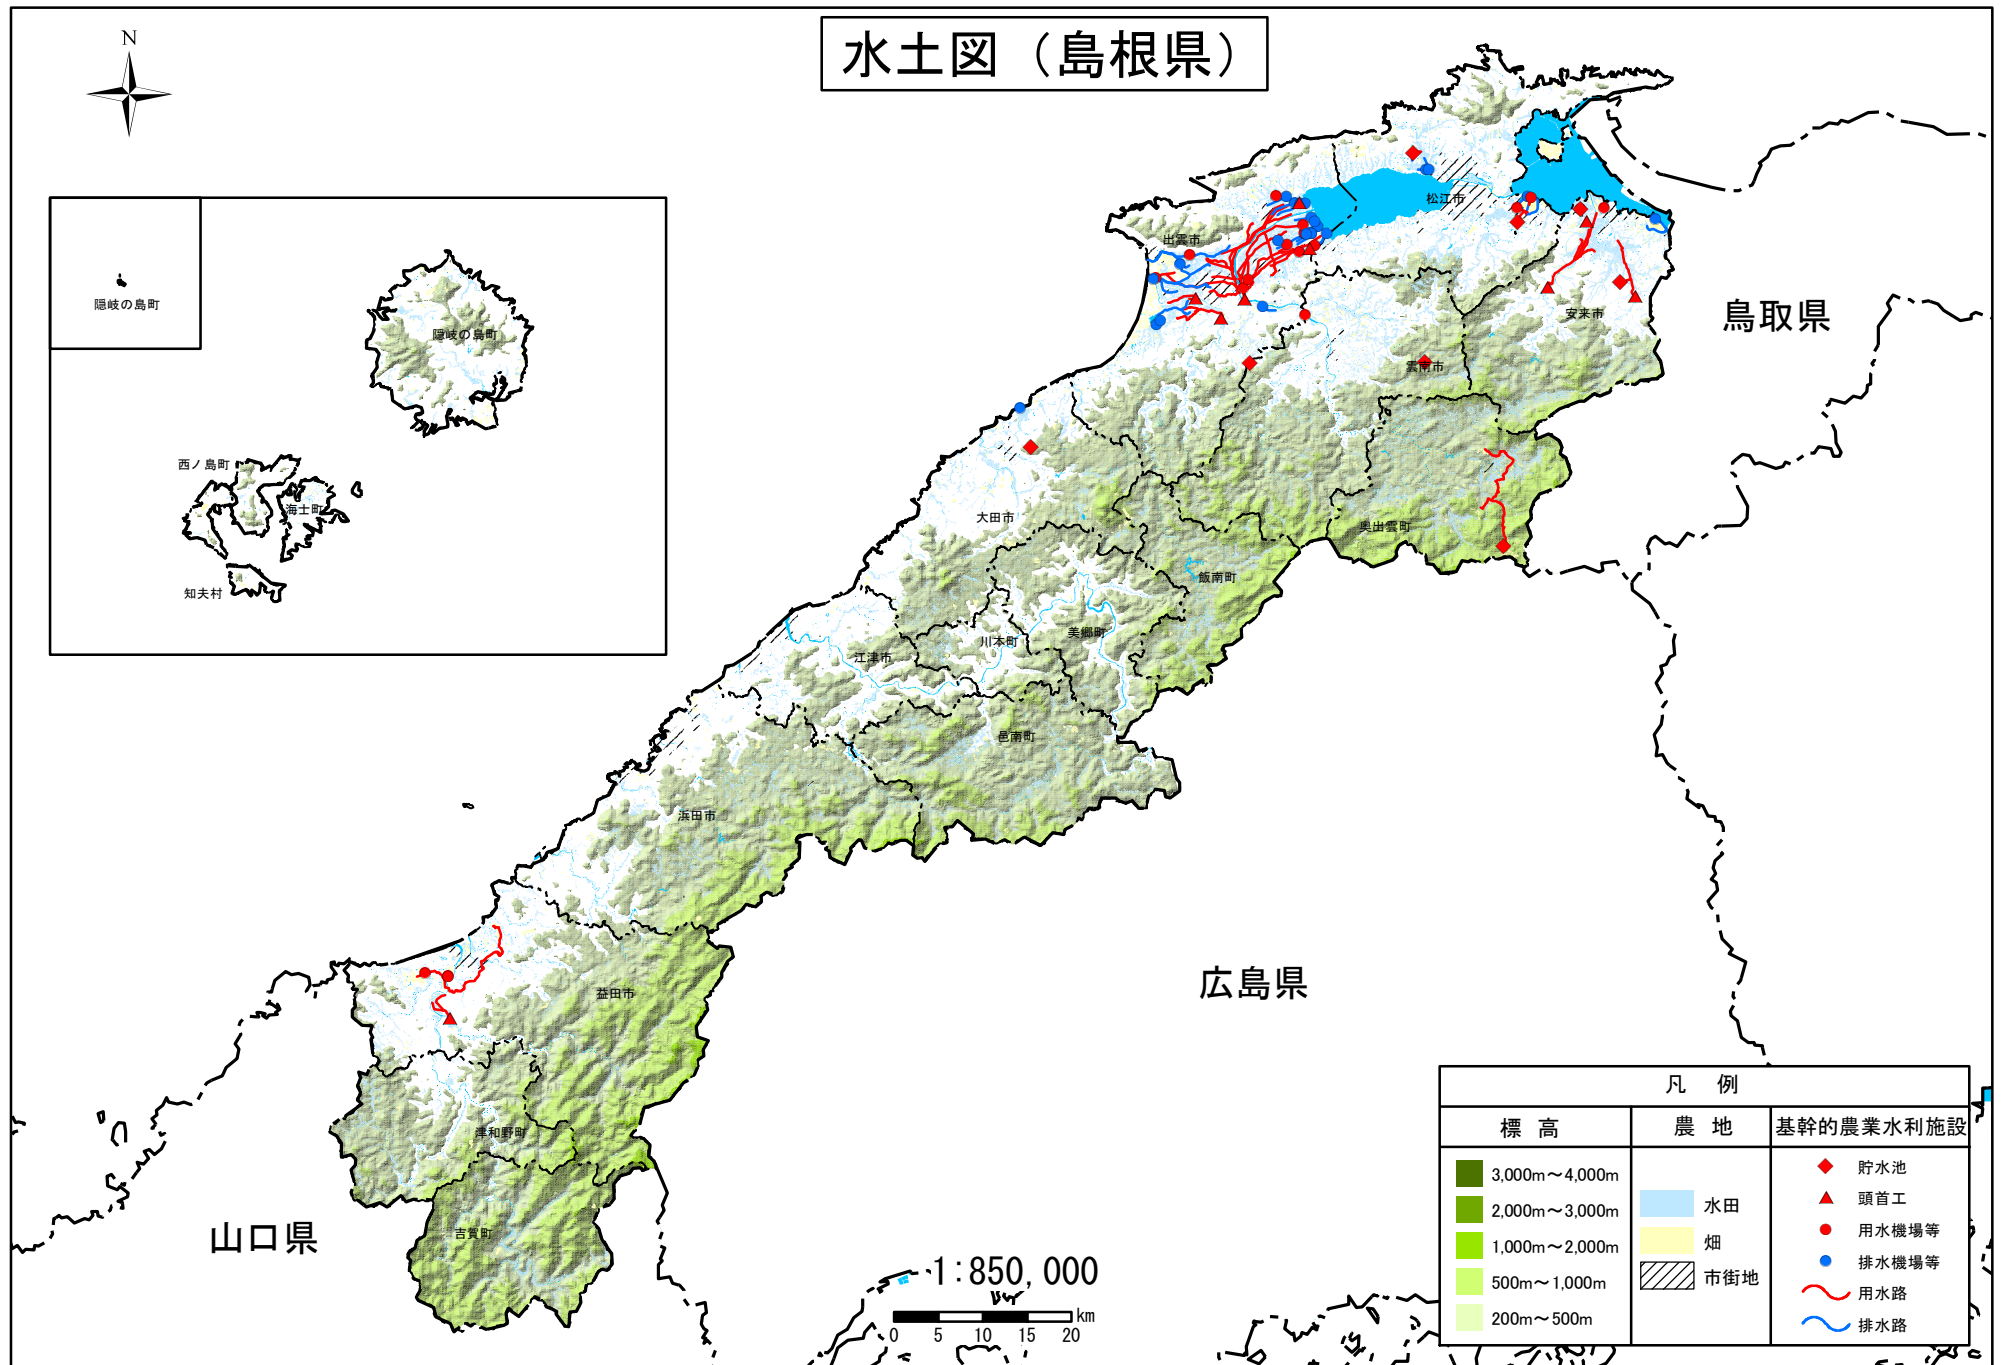 水土図（島根県）
N
隠岐の島町
隠岐の島町
西ノ島町
海士町
知夫村
松江市
出雲市
安来市
雲南市
奥出雲町
大田市
飯南町
川本町
美郷町
江津市
邑南町
浜田市
益田市
津和野町
吉賀町
鳥取県
広島県
山口県
1:850,000
0 5 10 15 20 km
凡 例
標 高
3,000m～4,000m
2,000m～3,000m
1,000m～2,000m
500m～1,000m
200m～500m
農 地
水田
畑
市街地
基幹的農業水利施設
貯水池
頭首工
用水機場等
排水機場等
用水路
排水路